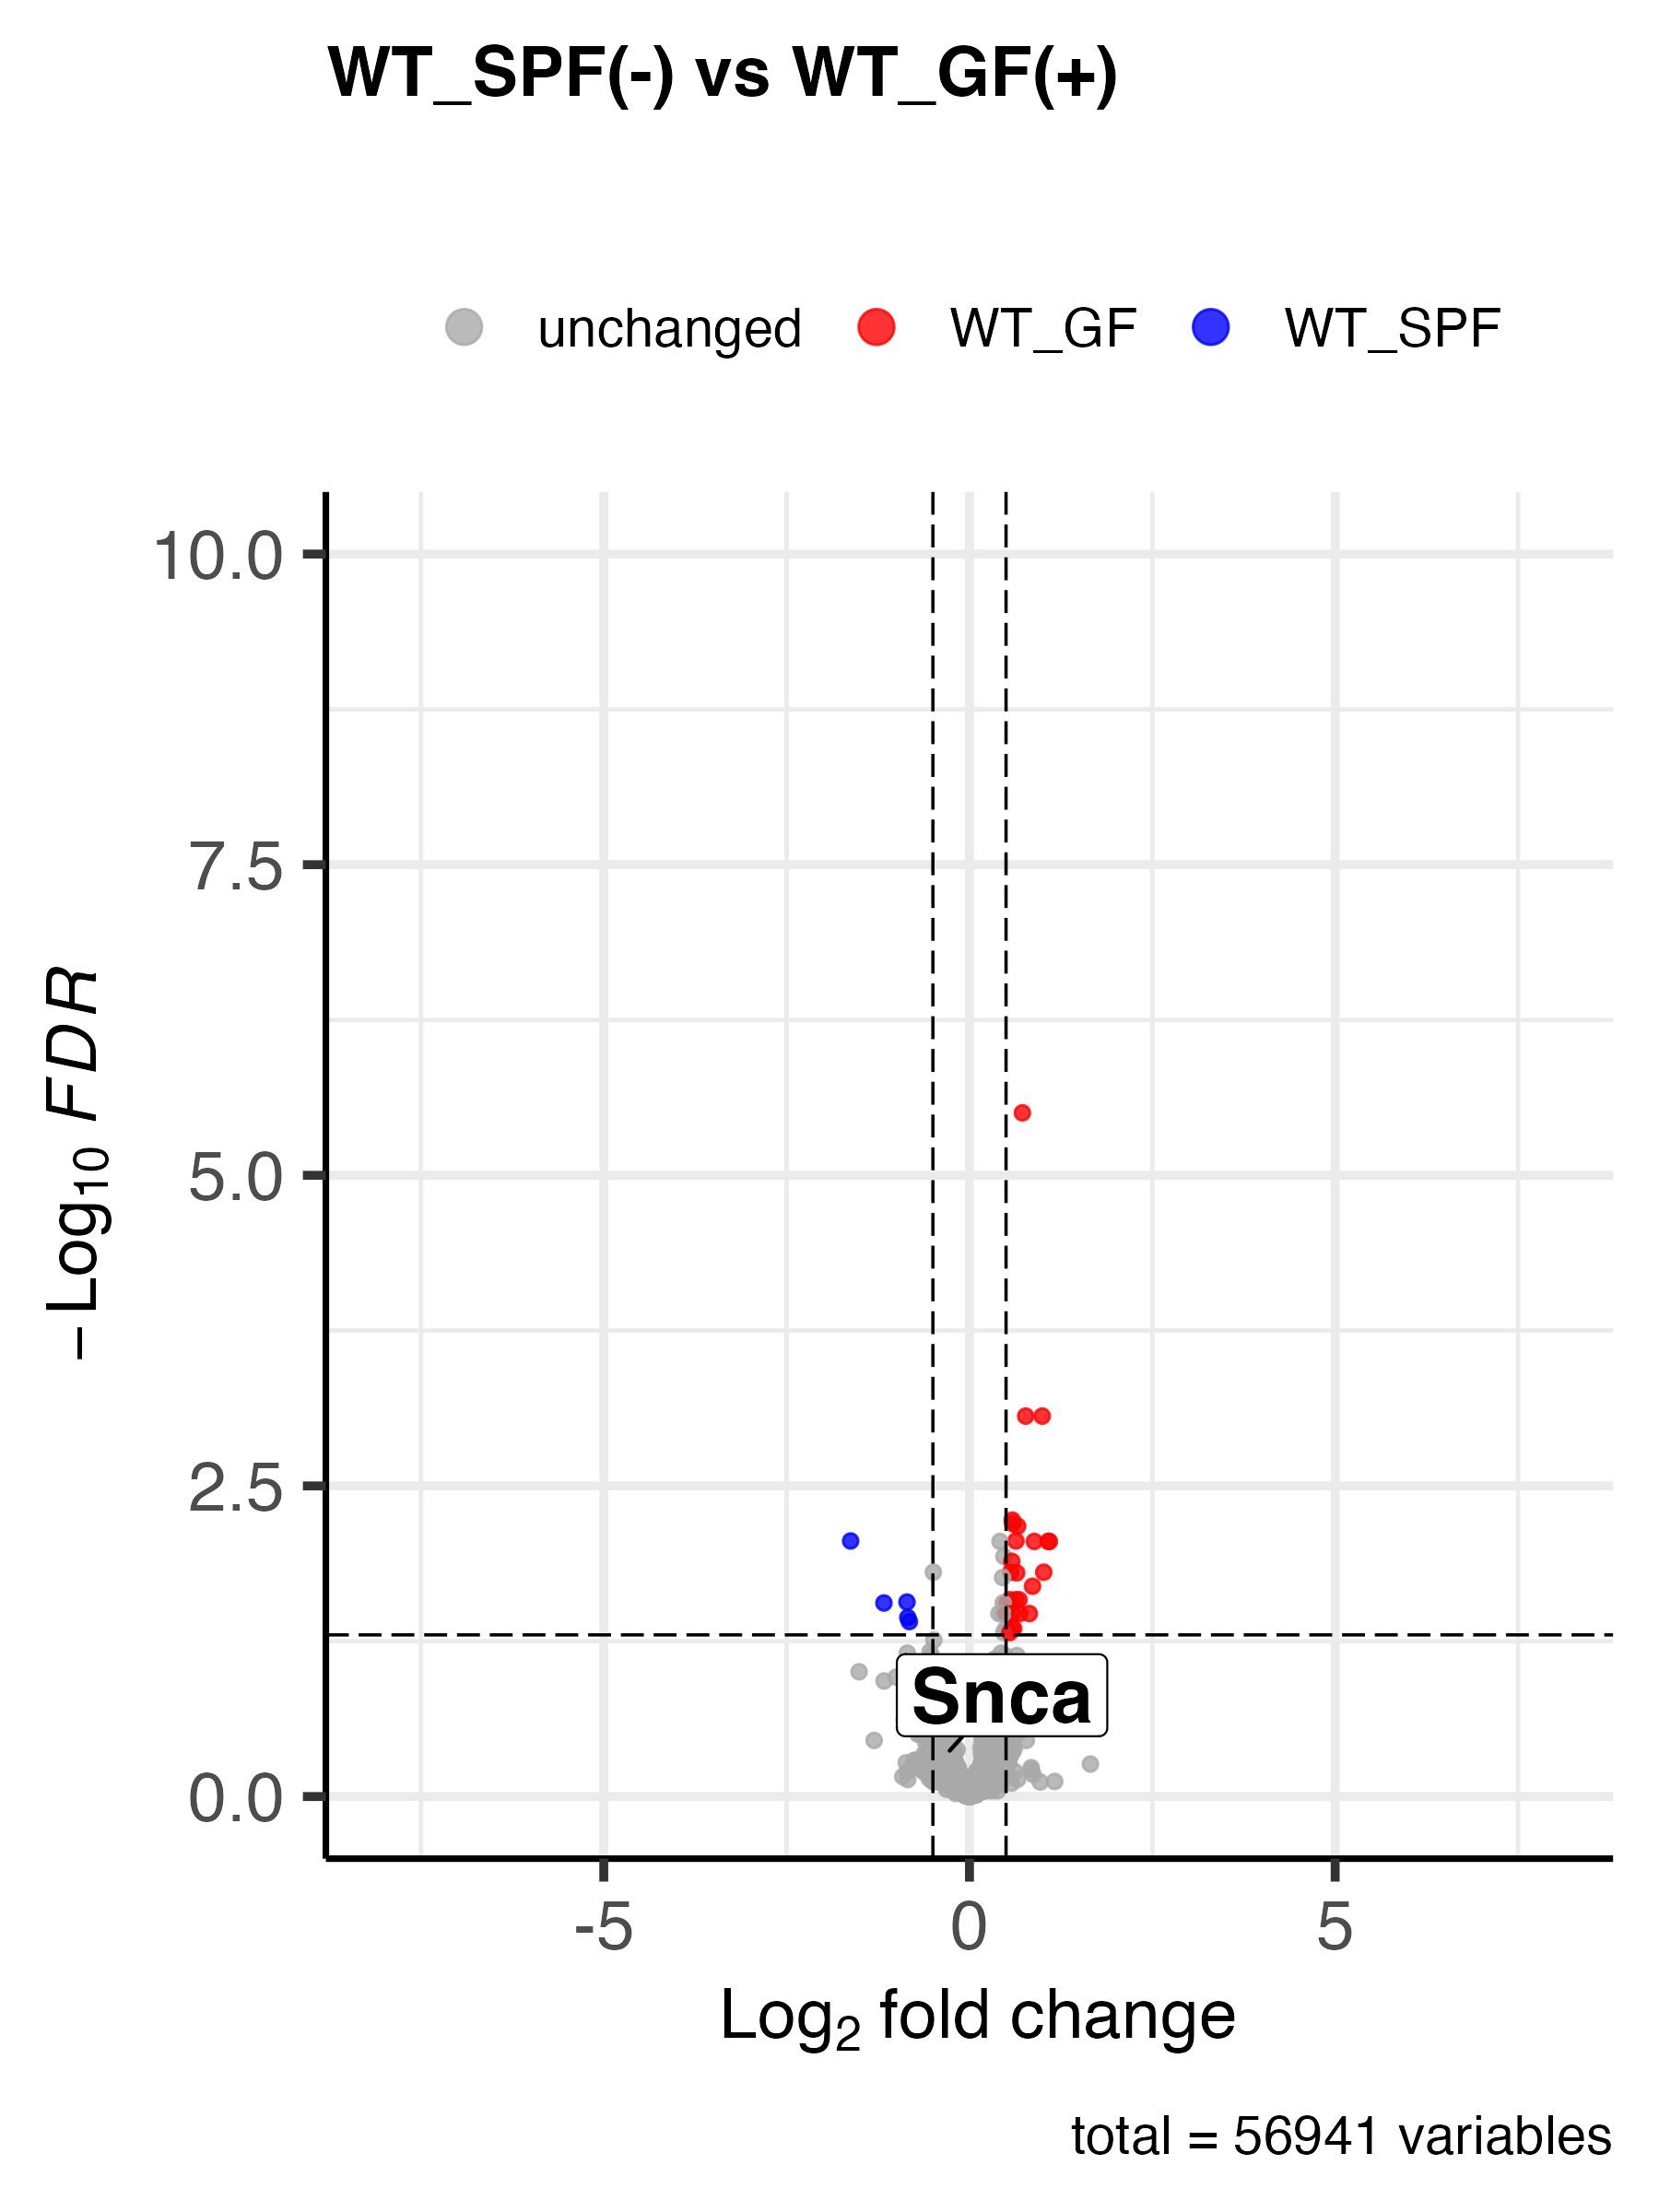 WT_SPF(-) vs WT_GF(+)
unchanged WT_GF WT_SPF
10.0
7.5
5.0
2.5
0.0
−Log₁₀ FDR
Snca
-5 0 5
Log₂ fold change
total = 56941 variables